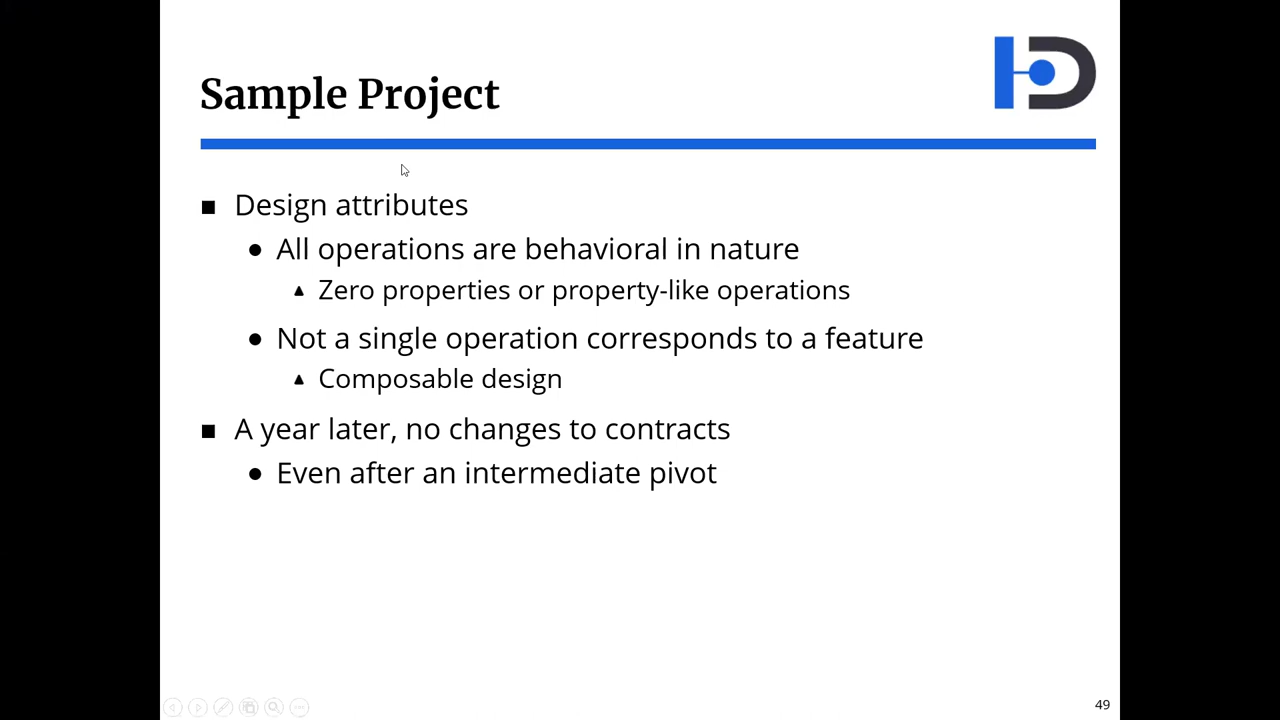 Sample Project
Design attributes
All operations are behavioral in nature
Zero properties or property-like operations
Not a single operation corresponds to a feature
Composable design
A year later, no changes to contracts
Even after an intermediate pivot
49